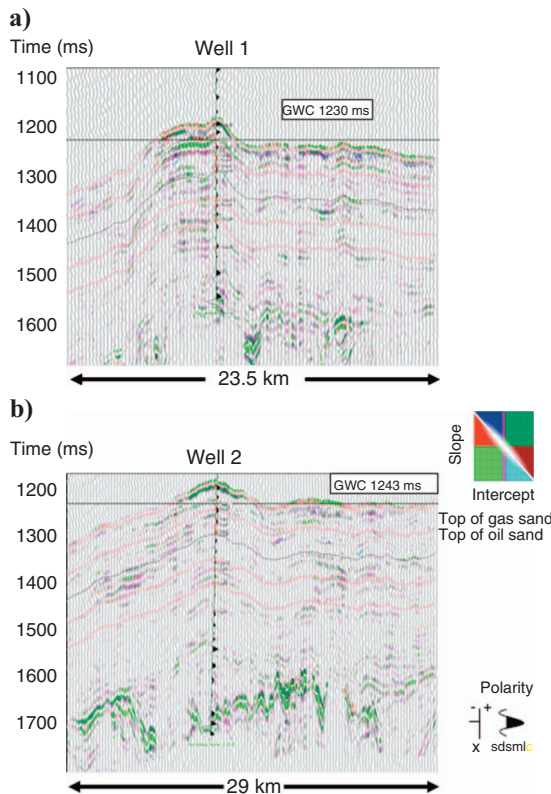 a)
Time (ms)
Well 1
1100
1200
1300
1400
1500
1600
GWC 1230 ms
23.5 km
b)
Time (ms)
Well 2
1200
1300
1400
1500
1600
1700
GWC 1243 ms
29 km
Slope
Intercept
Top of gas sand
Top of oil sand
Polarity
- +
x sdsmlc